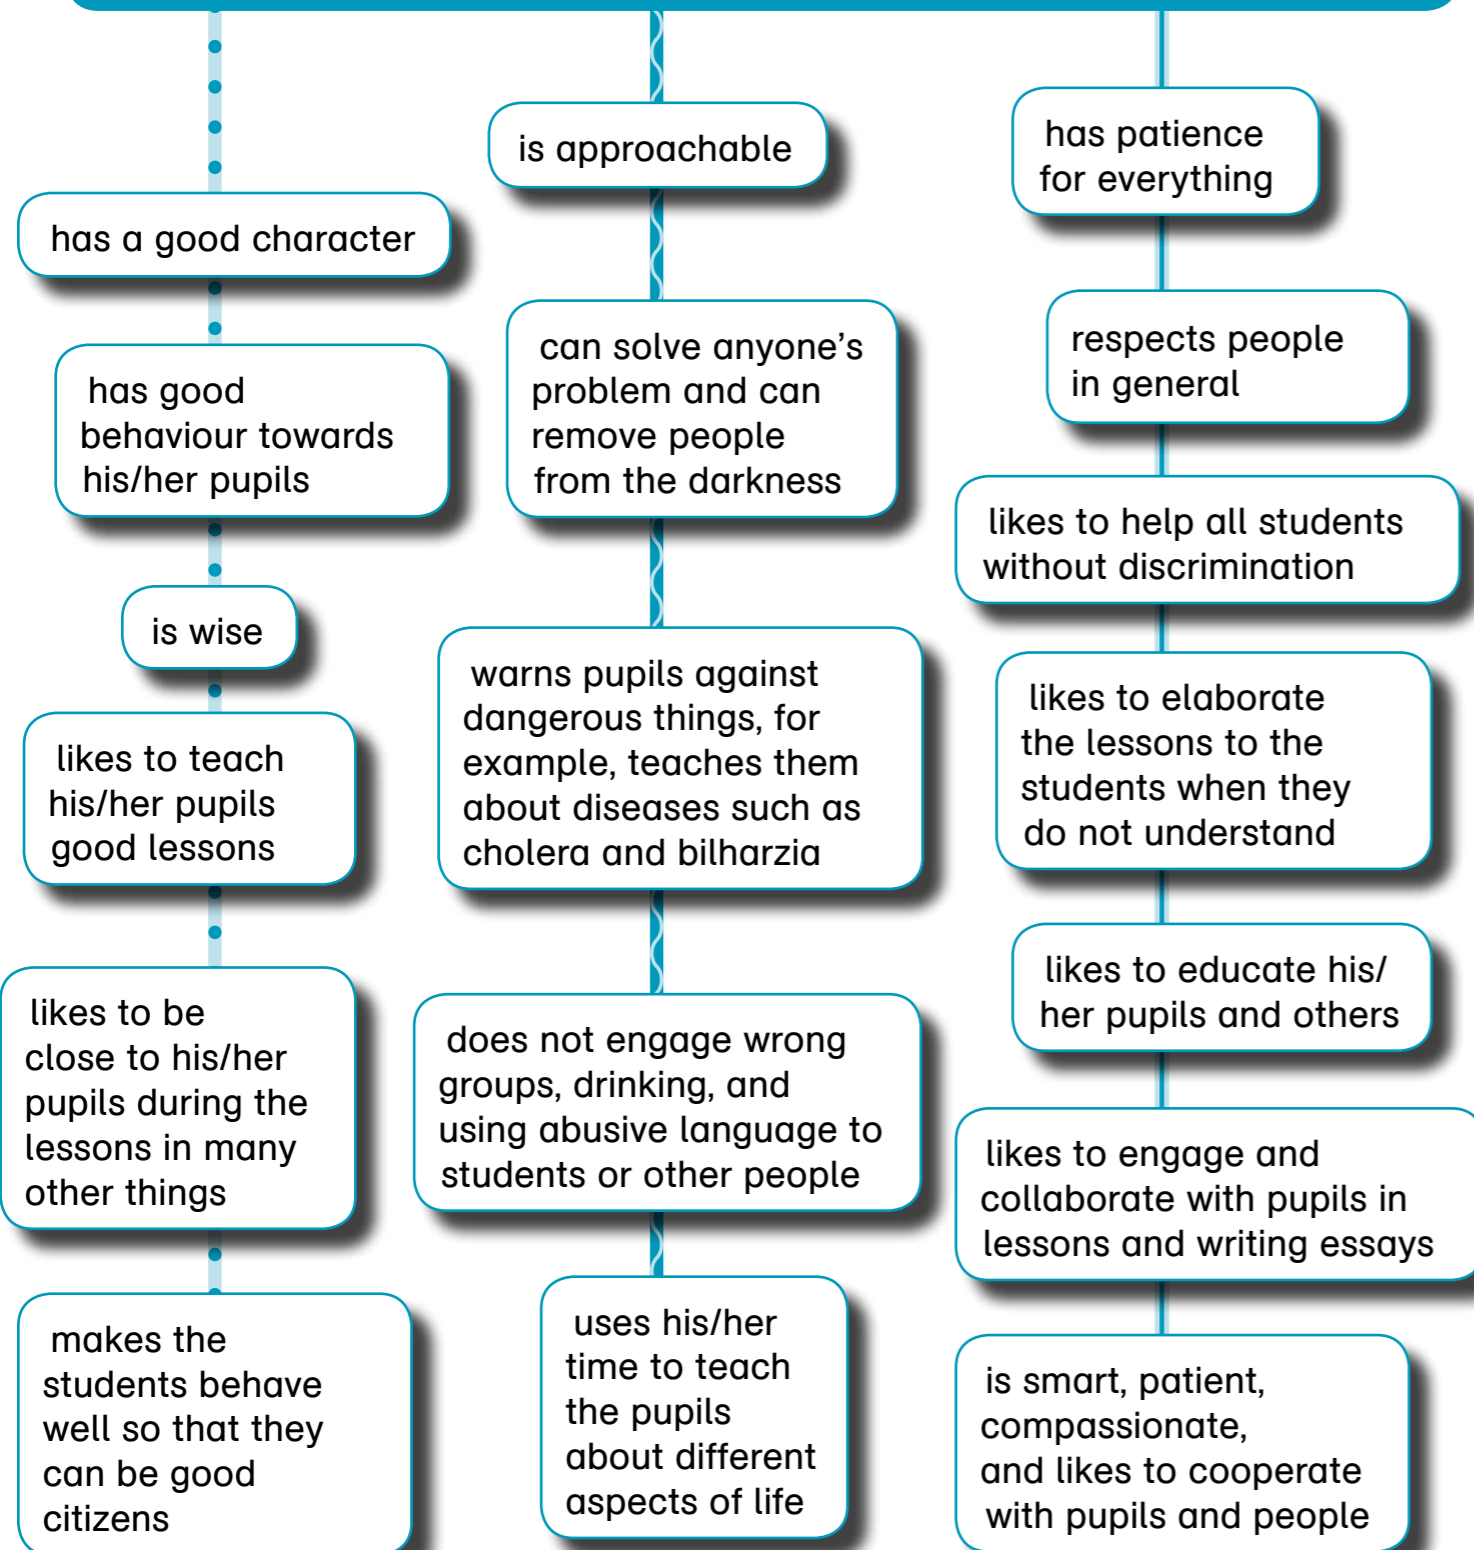 has a good character
has good
behaviour towards
his/her pupils
is wise
likes to teach
his/her pupils
good lessons
likes to be
close to his/her
pupils during the
lessons in many
other things
makes the
students behave
well so that they
can be good
citizens
is approachable
can solve anyone’s
problem and can
remove people
from the darkness
warns pupils against
dangerous things, for
example, teaches them
about diseases such as
cholera and bilharzia
does not engage wrong
groups, drinking, and
using abusive language to
students or other people
uses his/her
time to teach
the pupils
about different
aspects of life
has patience
for everything
respects people
in general
likes to help all students
without discrimination
likes to elaborate
the lessons to the
students when they
do not understand
likes to educate his/
her pupils and others
likes to engage and
collaborate with pupils in
lessons and writing essays
is smart, patient,
compassionate,
and likes to cooperate
with pupils and people